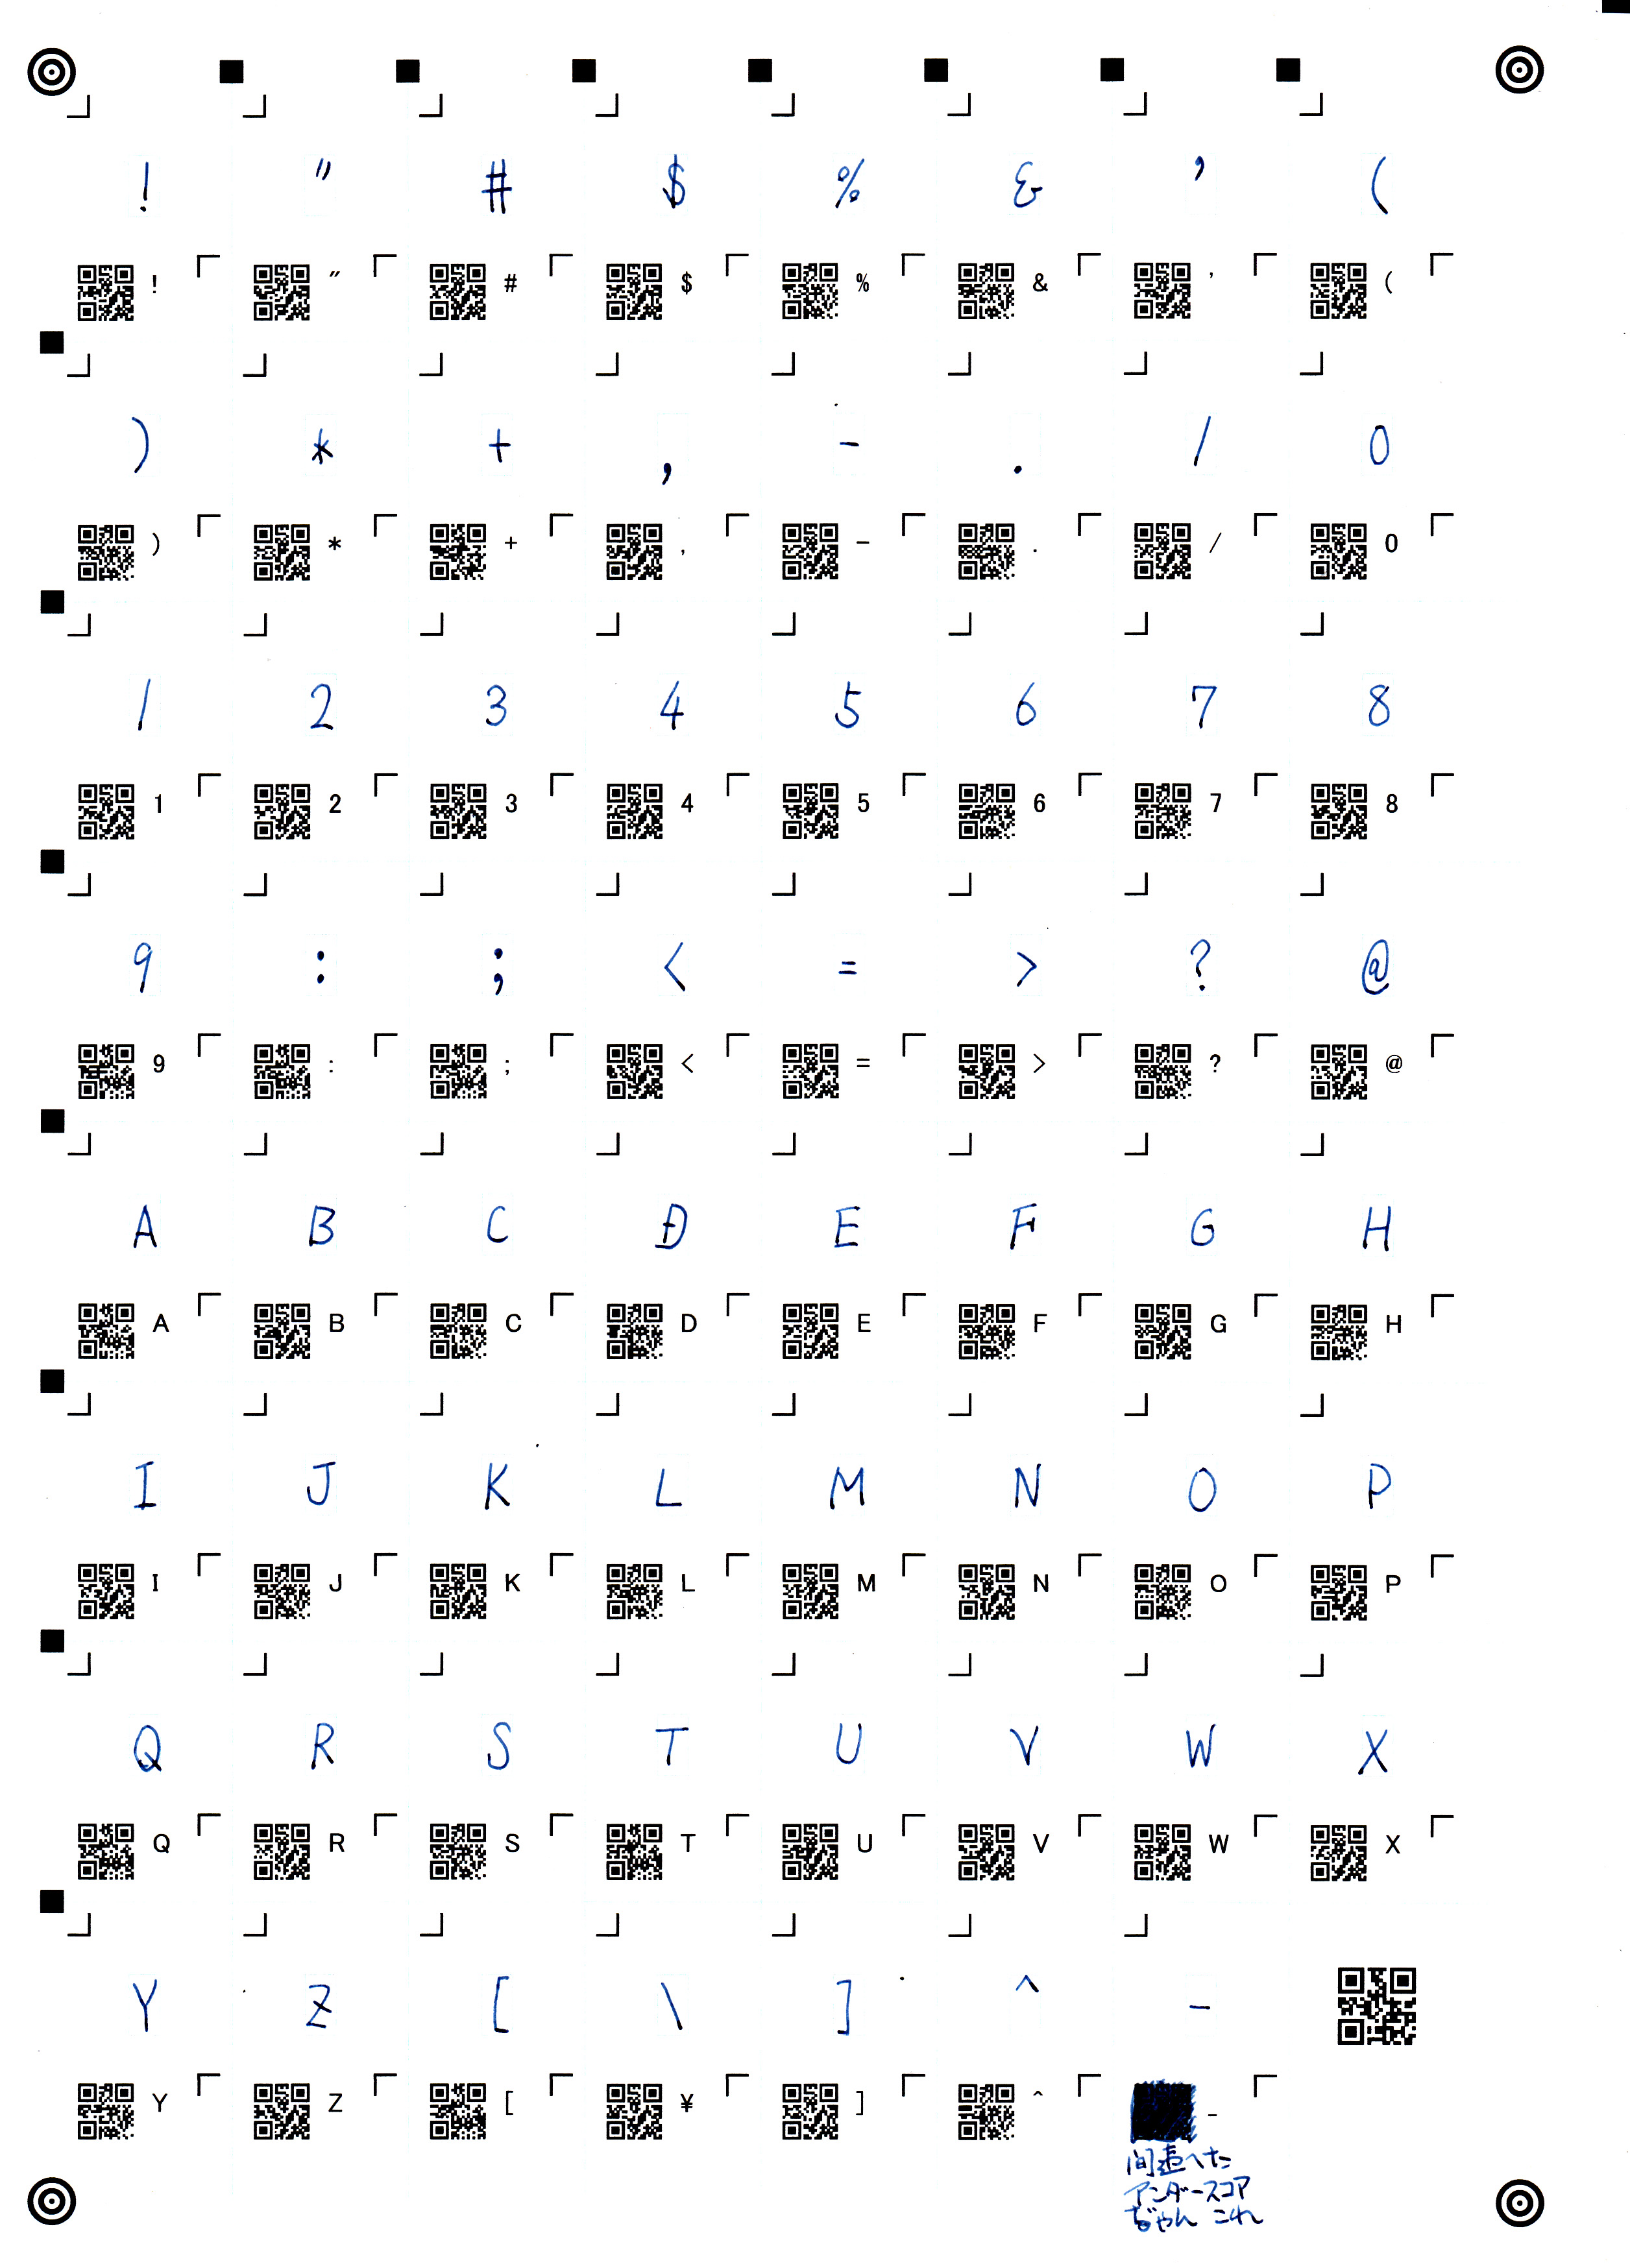 ! " # $ % & ' (
! " # $ % & ' (
) * + , - . / 0
) * + , - . / 0
1 2 3 4 5 6 7 8
1 2 3 4 5 6 7 8
9 : ; < = > ? @
9 : ; < = > ? @
A B C D E F G H
A B C D E F G H
I J K L M N O P
I J K L M N O P
Q R S T U V W X
Q R S T U V W X
Y Z [ \ ] ^ -
Y Z [ ¥ ] ^ _
間違へた
アンダースコア
ぢゃん これ